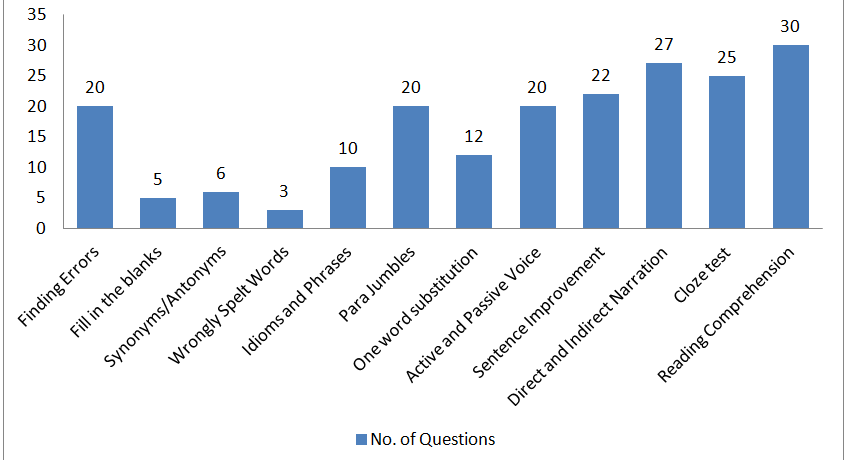 35
30
25
20
15
10
5
0
20
5
6
3
10
20
12
20
22
27
25
30
Finding Errors
Fill in the blanks
Synonyms/Antonyms
Wrongly Spelt Words
Idioms and Phrases
Para Jumbles
One word substitution
Active and Passive Voice
Sentence Improvement
Direct and Indirect Narration
Cloze test
Reading Comprehension
No. of Questions